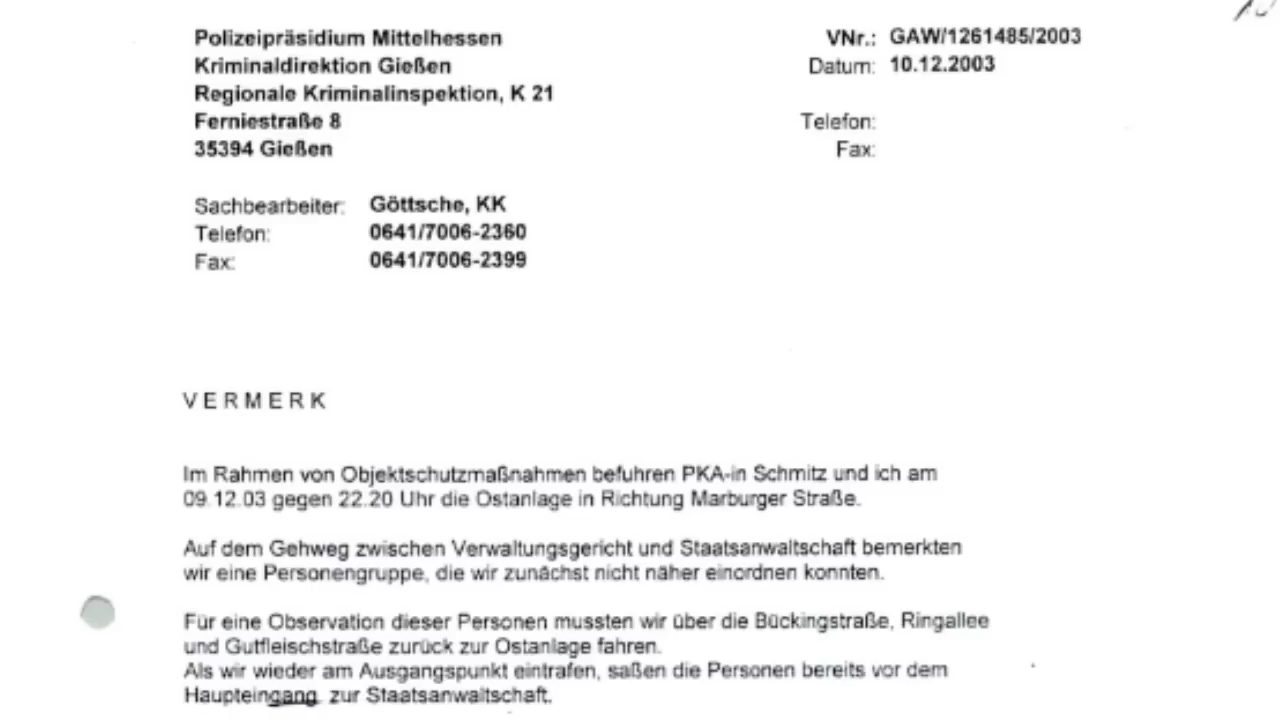 Polizeipräsidium Mittelhessen
Kriminaldirektion Gießen
Regionale Kriminalinspektion, K 21
Ferniestraße 8
35394 Gießen
VNr.: GAW/1261485/2003
Datum: 10.12.2003
Telefon:
Fax:
Sachbearbeiter: Göttsche, KK
Telefon: 0641/7006-2360
Fax: 0641/7006-2399
V E R M E R K
Im Rahmen von Objektschutzmaßnahmen befuhren PKA-in Schmitz und ich am
09.12.03 gegen 22.20 Uhr die Ostanlage in Richtung Marburger Straße.
Auf dem Gehweg zwischen Verwaltungsgericht und Staatsanwaltschaft bemerkten
wir eine Personengruppe, die wir zunächst nicht näher einordnen konnten.
Für eine Observation dieser Personen mussten wir über die Bückingstraße, Ringallee
und Gutfleischstraße zurück zur Ostanlage fahren.
Als wir wieder am Ausgangspunkt eintrafen, saßen die Personen bereits vor dem
Haupteingang zur Staatsanwaltschaft.